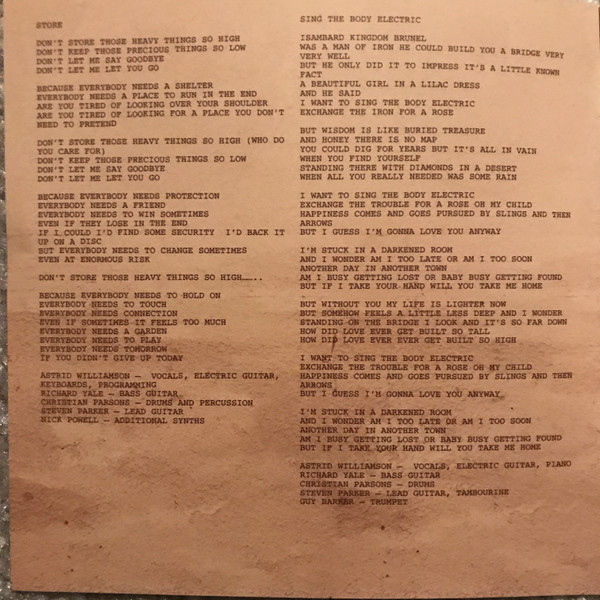 STORE
DON'T STORE THOSE HEAVY THINGS SO HIGH
DON'T KEEP THOSE PRECIOUS THINGS SO LOW
DON'T LET ME SAY GOODBYE
DON'T LET ME LET YOU GO
BECAUSE EVERYBODY NEEDS A SHELTER
EVERYBODY NEEDS A PLACE TO RUN IN THE END
ARE YOU TIRED OF LOOKING OVER YOUR SHOULDER
ARE YOU TIRED OF LOOKING FOR A PLACE YOU DON'T
NEED TO PRETEND
DON'T STORE THOSE HEAVY THINGS SO HIGH (WHO DO
YOU CARE FOR)
DON'T KEEP THOSE PRECIOUS THINGS SO LOW
DON'T LET ME SAY GOODBYE
DON'T LET ME LET YOU GO
BECAUSE EVERYBODY NEEDS PROTECTION
EVERYBODY NEEDS A FRIEND
EVERYBODY NEEDS TO WIN SOMETIMES
EVEN IF THEY LOSE IN THE END
IF I COULD I'D FIND SOME SECURITY I'D BACK IT
UP ON A DISC
BUT EVERYBODY NEEDS TO CHANGE SOMETIMES
EVEN AT ENORMOUS RISK
DON'T STORE THOSE HEAVY THINGS SO HIGH……..
BECAUSE EVERYBODY NEEDS TO HOLD ON
EVERYBODY NEEDS TO TOUCH
EVERYBODY NEEDS CONNECTION
EVEN IF SOMETIMES IT FEELS TOO MUCH
EVERYBODY NEEDS A GARDEN
EVERYBODY NEEDS TO PLAY
EVERYBODY NEEDS TOMORROW
IF YOU DIDN'T GIVE UP TODAY
ASTRID WILLIAMSON – VOCALS, ELECTRIC GUITAR,
KEYBOARDS, PROGRAMMING
RICHARD YALE – BASS GUITAR
CHRISTIAN PARSONS – DRUMS AND PERCUSSION
STEVEN PARKER – LEAD GUITAR
NICK POWELL – ADDITIONAL SYNTHS
SING THE BODY ELECTRIC
ISAMBARD KINGDOM BRUNEL
WAS A MAN OF IRON HE COULD BUILD YOU A BRIDGE VERY
VERY WELL
BUT HE ONLY DID IT TO IMPRESS IT'S A LITTLE KNOWN
FACT
A BEAUTIFUL GIRL IN A LILAC DRESS
AND HE SAID
I WANT TO SING THE BODY ELECTRIC
EXCHANGE THE IRON FOR A ROSE
BUT WISDOM IS LIKE BURIED TREASURE
AND HONEY THERE IS NO MAP
YOU COULD DIG FOR YEARS BUT IT'S ALL IN VAIN
WHEN YOU FIND YOURSELF
STANDING THERE WITH DIAMONDS IN A DESERT
WHEN ALL YOU REALLY NEEDED WAS SOME RAIN
I WANT TO SING THE BODY ELECTRIC
EXCHANGE THE TROUBLE FOR A ROSE OH MY CHILD
HAPPINESS COMES AND GOES PURSUED BY SLINGS AND THEN
ARROWS
BUT I GUESS I'M GONNA LOVE YOU ANYWAY
I'M STUCK IN A DARKENED ROOM
AND I WONDER AM I TOO LATE OR AM I TOO SOON
ANOTHER DAY IN ANOTHER TOWN
AM I BUSY GETTING LOST OR BABY BUSY GETTING FOUND
BUT IF I TAKE YOUR HAND WILL YOU TAKE ME HOME
BUT WITHOUT YOU MY LIFE IS LIGHTER NOW
BUT SOMEHOW FEELS A LITTLE LESS DEEP AND I WONDER
STANDING ON THE BRIDGE I LOOK AND IT'S SO FAR DOWN
HOW DID LOVE EVER GET BUILT SO TALL
HOW DID LOVE EVER EVER GET BUILT SO HIGH
I WANT TO SING THE BODY ELECTRIC
EXCHANGE THE TROUBLE FOR A ROSE OH MY CHILD
HAPPINESS COMES AND GOES PURSUED BY SLINGS AND THEN
ARROWS
BUT I GUESS I'M GONNA LOVE YOU ANYWAY
I'M STUCK IN A DARKENED ROOM
AND I WONDER AM I TOO LATE OR AM I TOO SOON
ANOTHER DAY IN ANOTHER TOWN
AM I BUSY GETTING LOST OR BABY BUSY GETTING FOUND
BUT IF I TAKE YOUR HAND WILL YOU TAKE ME HOME
ASTRID WILLIAMSON – VOCALS, ELECTRIC GUITAR, PIANO
RICHARD YALE – BASS GUITAR
CHRISTIAN PARSONS – DRUMS
STEVEN PARKER – LEAD GUITAR, TAMBOURINE
GUY BARKER – TRUMPET